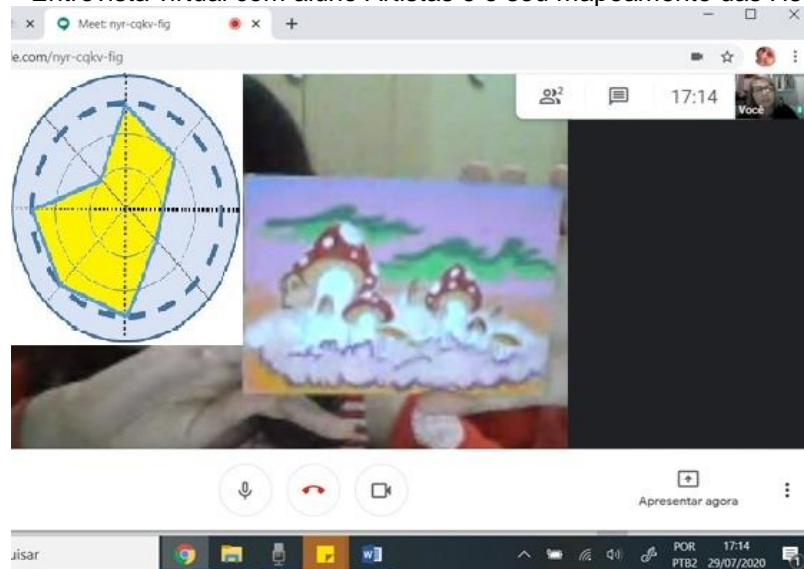 Entrevista virtual com aluno Artistas e o seu mapeamento das
Meet: nyr-cqkv-fig
e.com/nyr-cqkv-fig
2
17:14
Você
Apresentar agora
uisar
POR 17:14
PTB2 29/07/2020
1